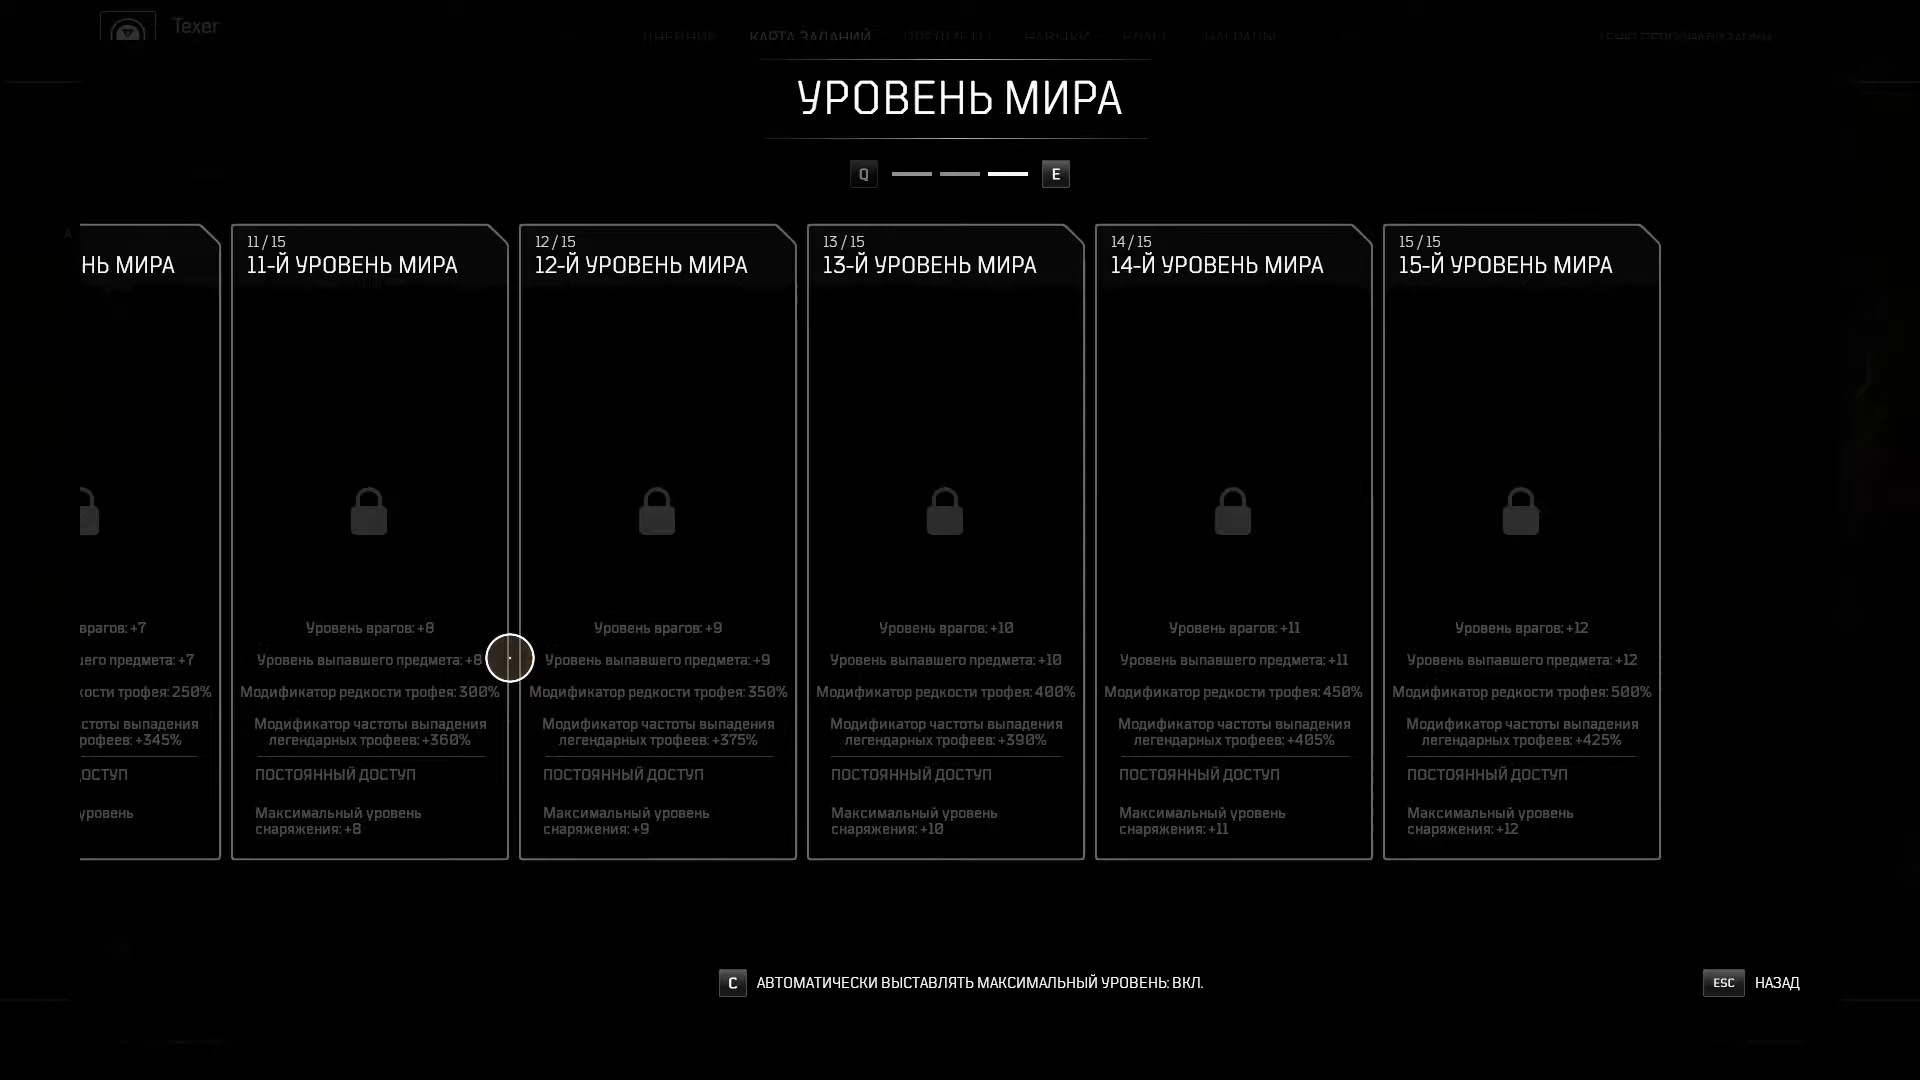 Texer
КАРТА ЗАДАНИЙ
УРОВЕНЬ МИРА
Q
E
НЬ МИРА
врагов: +7
его предмета: +7
кости трофея: 250%
стоты выпадения
рофеев: +345%
ОСТУП
уровень
11 / 15
11-Й УРОВЕНЬ МИРА
Уровень врагов: +8
Уровень выпавшего предмета: +8
Модификатор редкости трофея: 300%
Модификатор частоты выпадения
легендарных трофеев: +360%
ПОСТОЯННЫЙ ДОСТУП
Максимальный уровень
снаряжения: +8
12 / 15
12-Й УРОВЕНЬ МИРА
Уровень врагов: +9
Уровень выпавшего предмета: +9
Модификатор редкости трофея: 350%
Модификатор частоты выпадения
легендарных трофеев: +375%
ПОСТОЯННЫЙ ДОСТУП
Максимальный уровень
снаряжения: +9
13 / 15
13-Й УРОВЕНЬ МИРА
Уровень врагов: +10
Уровень выпавшего предмета: +10
Модификатор редкости трофея: 400%
Модификатор частоты выпадения
легендарных трофеев: +390%
ПОСТОЯННЫЙ ДОСТУП
Максимальный уровень
снаряжения: +10
14 / 15
14-Й УРОВЕНЬ МИРА
Уровень врагов: +11
Уровень выпавшего предмета: +11
Модификатор редкости трофея: 450%
Модификатор частоты выпадения
легендарных трофеев: +405%
ПОСТОЯННЫЙ ДОСТУП
Максимальный уровень
снаряжения: +11
15 / 15
15-Й УРОВЕНЬ МИРА
Уровень врагов: +12
Уровень выпавшего предмета: +12
Модификатор редкости трофея: 500%
Модификатор частоты выпадения
легендарных трофеев: +425%
ПОСТОЯННЫЙ ДОСТУП
Максимальный уровень
снаряжения: +12
C АВТОМАТИЧЕСКИ ВЫСТАВЛЯТЬ МАКСИМАЛЬНЫЙ УРОВЕНЬ: ВКЛ.
ESC НАЗАД